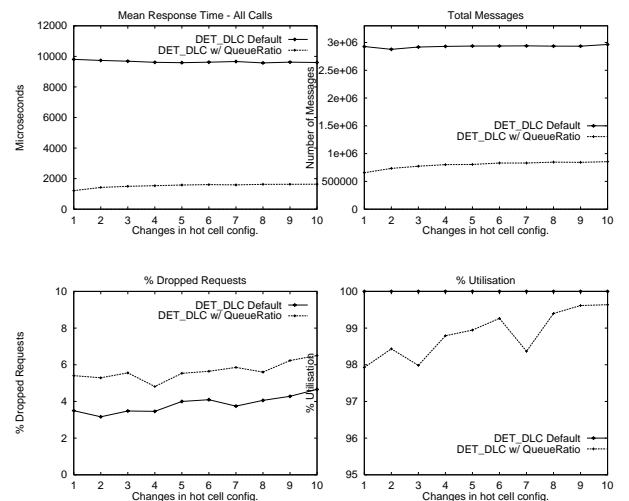 Mean Response Time - All Calls
14000
12000
10000
8000
6000
4000
2000
0
Microseconds
DET_DLC Default
DET_DLC w/ QueueRatio
1 2 3 4 5 6 7 8 9 10
Changes in hot cell config.
Total Messages
3e+06
2.5e+06
2e+06
1.5e+06
1e+06
500000
0
Number of Messages
DET_DLC Default
DET_DLC w/ QueueRatio
1 2 3 4 5 6 7 8 9 10
Changes in hot cell config.
% Dropped Requests
10
8
6
4
2
0
% Dropped Requests
DET_DLC Default
DET_DLC w/ QueueRatio
1 2 3 4 5 6 7 8 9 10
Changes in hot cell config.
% Utilisation
100
99
98
97
96
95
% Utilisation
DET_DLC Default
DET_DLC w/ QueueRatio
1 2 3 4 5 6 7 8 9 10
Changes in hot cell config.